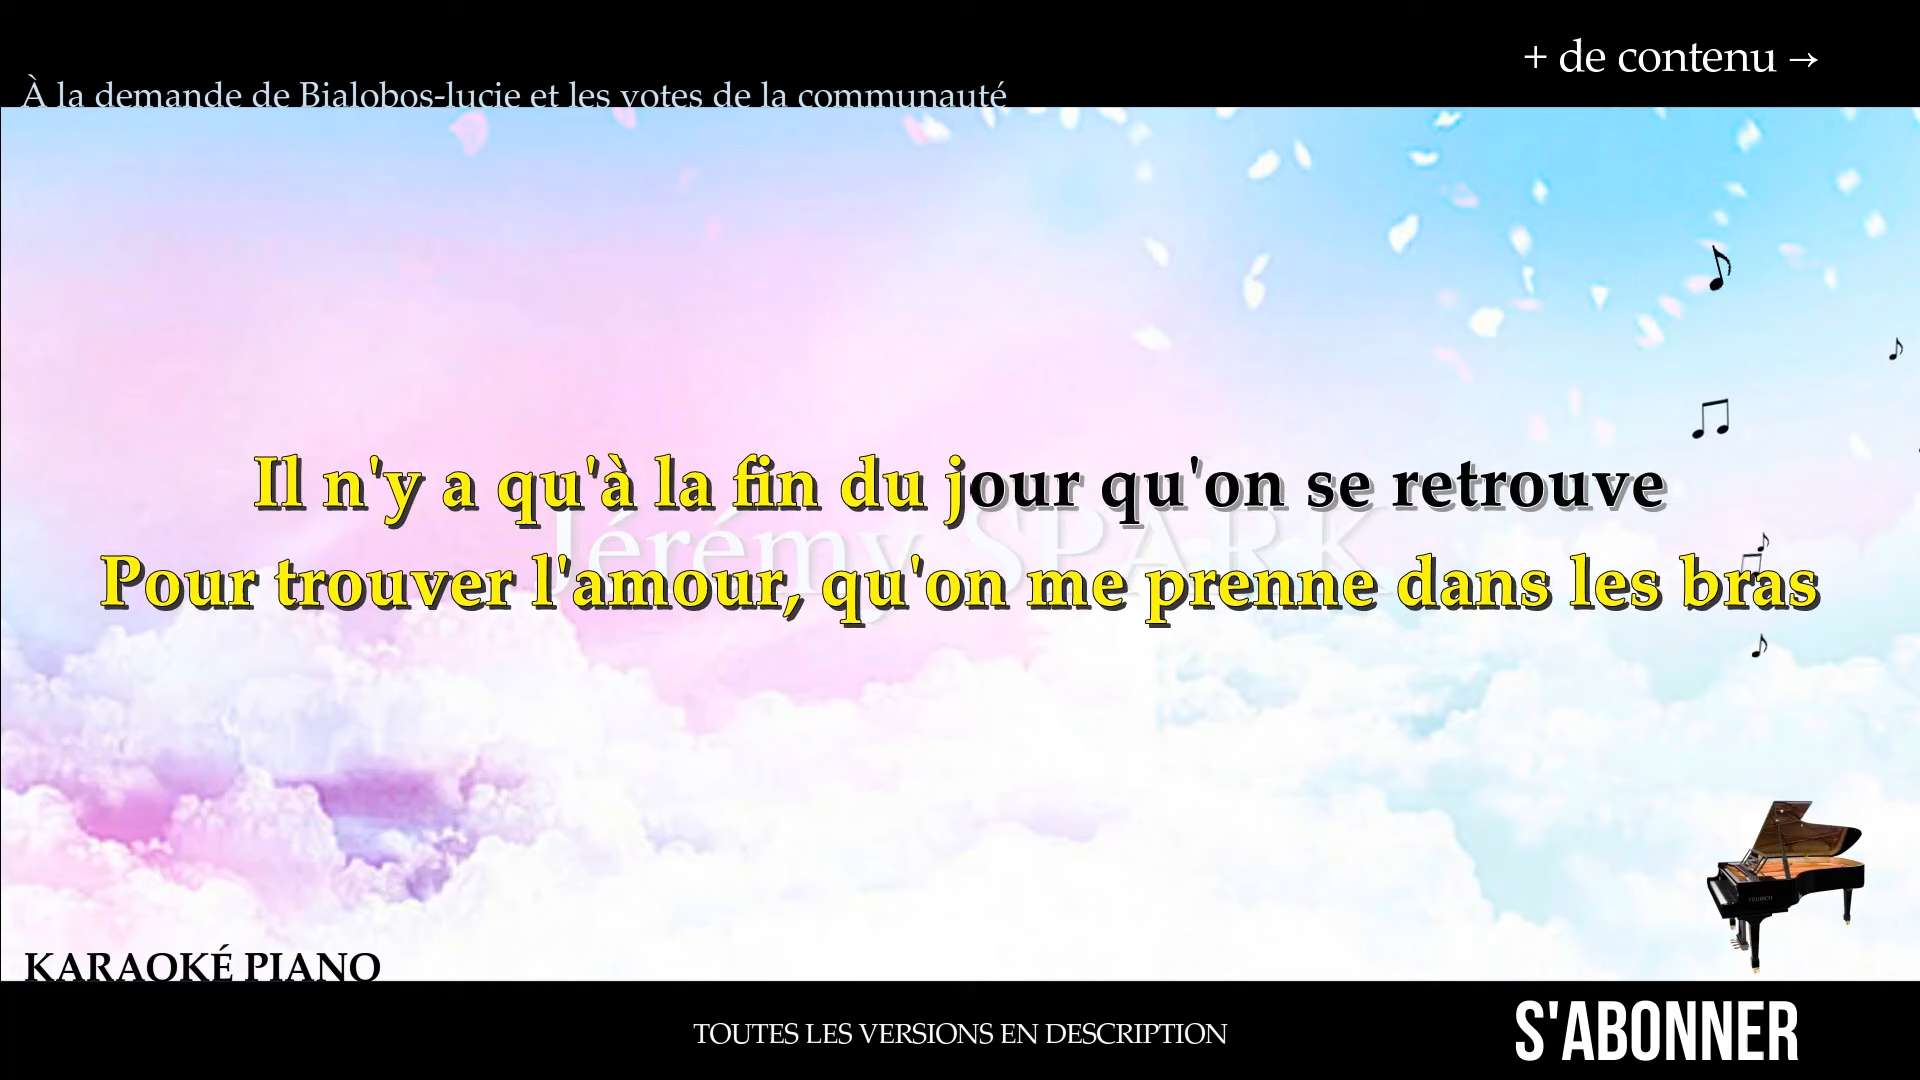 + de contenu →
À la demande de Bialobos-lucie et les votes de la communauté
Il n'y a qu'à la fin du jour qu'on se retrouve
Jérémy SPARK
Pour trouver l'amour, qu'on me prenne dans les bras
KARAOKÉ PIANO
TOUTES LES VERSIONS EN DESCRIPTION
S'ABONNER